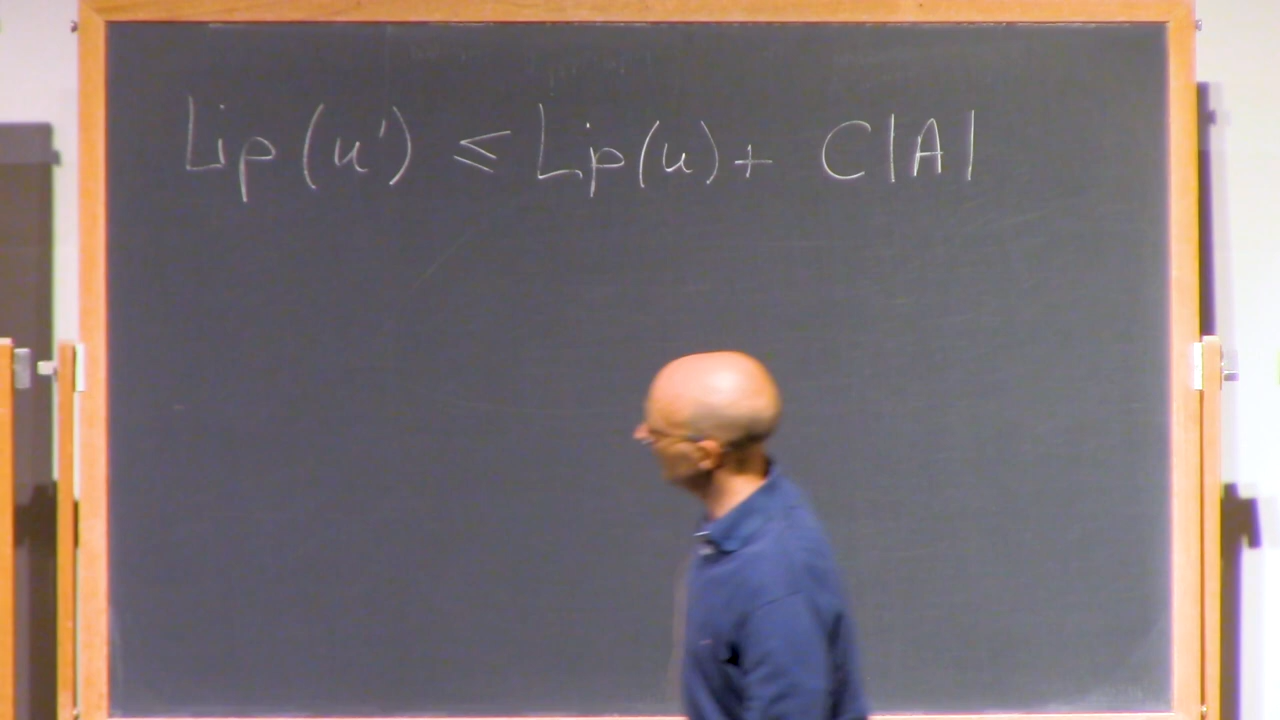 Lip (u') ≤ Lip(u) + C|A|